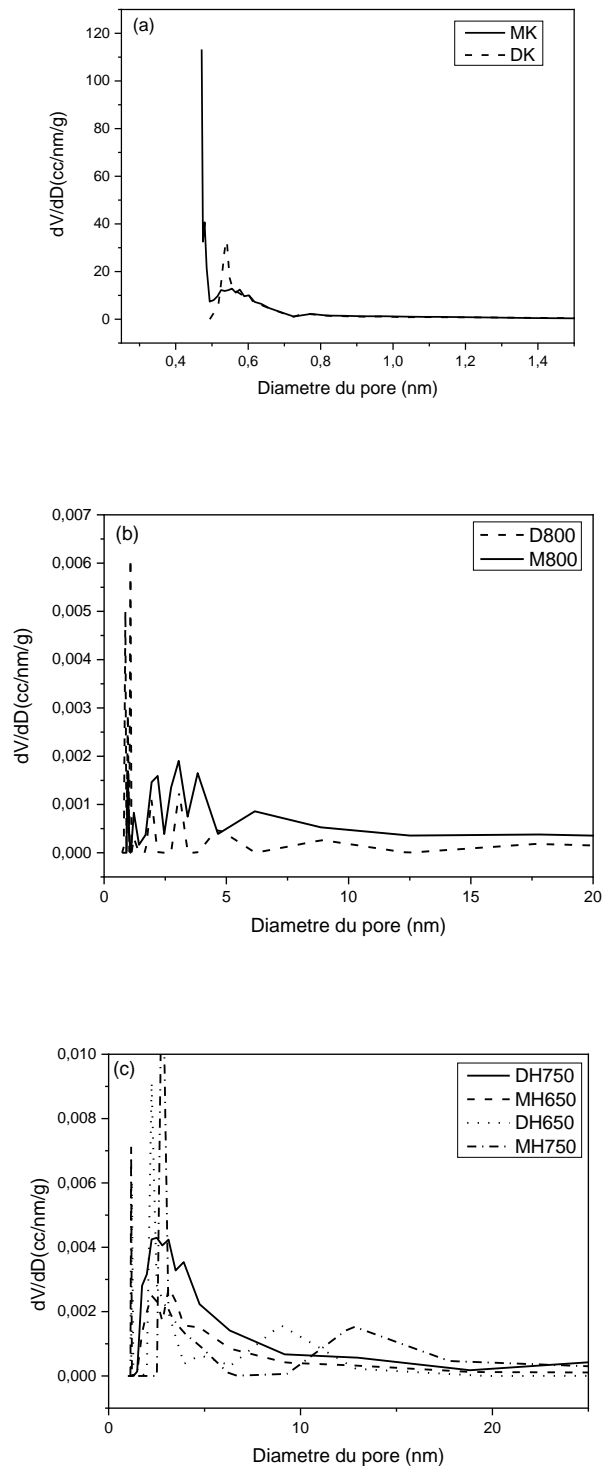 (a)
MK
DK
120
100
80
60
40
20
0
dV/dD(cc/nm/g)
0,4 0,6 0,8 1,0 1,2 1,4
Diametre du pore (nm)
(b)
D800
M800
0,007
0,006
0,005
0,004
0,003
0,002
0,001
0,000
dV/dD(cc/nm/g)
0 5 10 15 20
Diametre du pore (nm)
(c)
DH750
MH650
DH650
MH750
0,010
0,008
0,006
0,004
0,002
0,000
dV/dD(cc/nm/g)
0 10 20
Diametre du pore (nm)